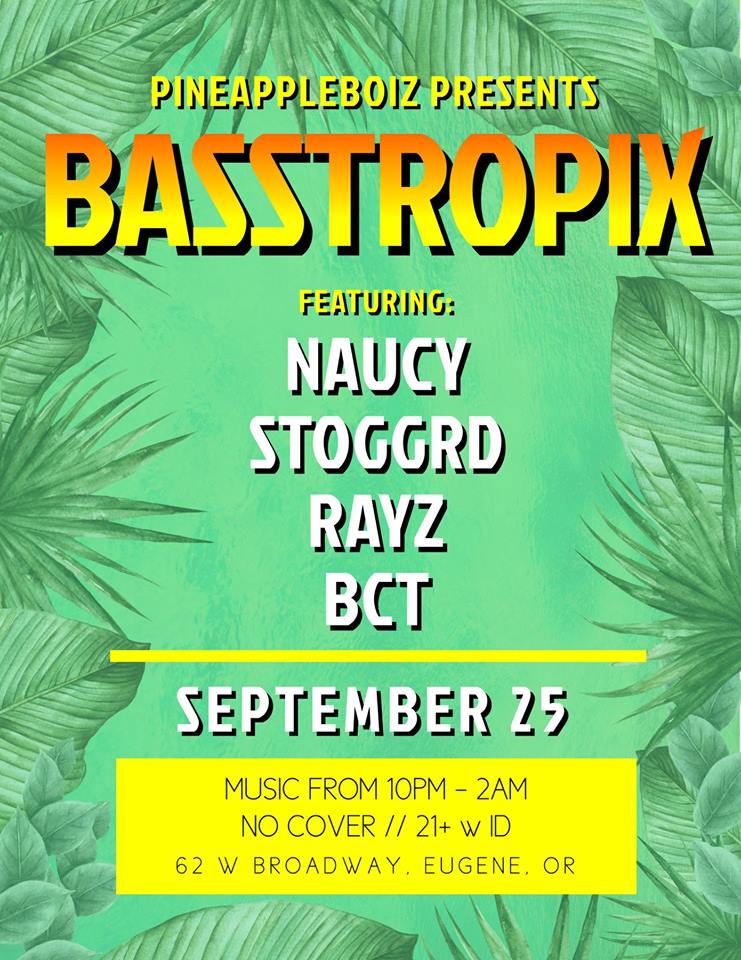 PINEAPPLEBOIZ PRESENTS
BASSTROPIX
FEATURING:
NAUCY
STOGGRD
RAYZ
BCT
SEPTEMBER 25
MUSIC FROM 10PM - 2AM
NO COVER // 21+ w ID
62 W BROADWAY, EUGENE, OR